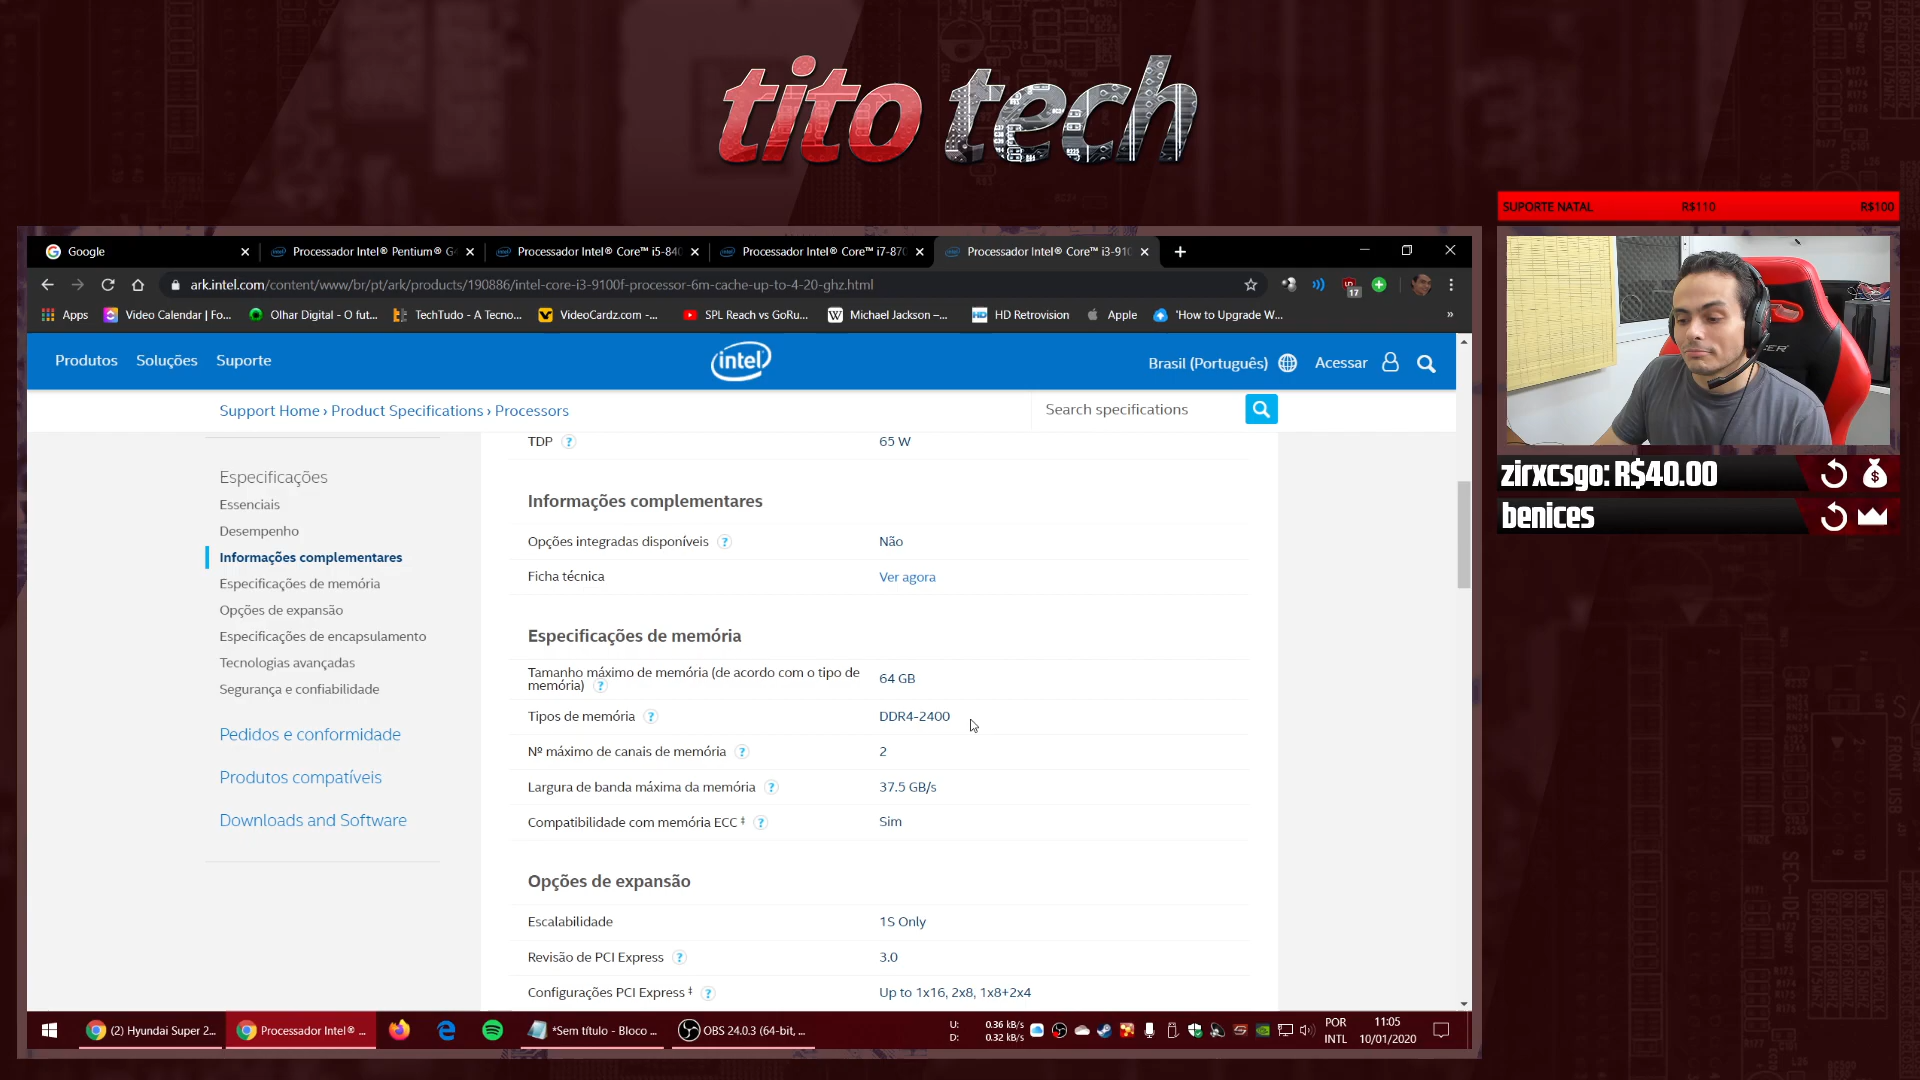 tito tech
SUPORTE NATAL R$110 R$100
Google
Processador Intel® Pentium® G
Processador Intel® Core™ i5-840
Processador Intel® Core™ i7-870
Processador Intel® Core™ i3-910
ark.intel.com/content/www/br/pt/ark/products/190886/intel-core-i3-9100f-processor-6m-cache-up-to-4-20-ghz.html
17
Apps
Video Calendar | Fo...
Olhar Digital - O fut...
TechTudo - A Tecno...
VideoCardz.com -...
SPL Reach vs GoRu...
Michael Jackson –...
HD Retrovision
Apple
'How to Upgrade W...
»
Produtos Soluções Suporte
intel
Brasil (Português) Acessar
Support Home › Product Specifications › Processors
Search specifications
Especificações
Essenciais
Desempenho
Informações complementares
Especificações de memória
Opções de expansão
Especificações de encapsulamento
Tecnologias avançadas
Segurança e confiabilidade
Pedidos e conformidade
Produtos compatíveis
Downloads and Software
TDP ? 65 W
Informações complementares
Opções integradas disponíveis ? Não
Ficha técnica Ver agora
Especificações de memória
Tamanho máximo de memória (de acordo com o tipo de
memória) ? 64 GB
Tipos de memória ? DDR4-2400
Nº máximo de canais de memória ? 2
Largura de banda máxima da memória ? 37.5 GB/s
Compatibilidade com memória ECC ‡ ? Sim
Opções de expansão
Escalabilidade 1S Only
Revisão de PCI Express ? 3.0
Configurações PCI Express ‡ ? Up to 1x16, 2x8, 1x8+2x4
zirxcsgo: R$40.00
benices
(2) Hyundai Super 2...
Processador Intel® ...
*Sem título - Bloco ...
OBS 24.0.3 (64-bit, ...
U: 0.36 kB/s
D: 0.32 kB/s
POR
INTL
11:05
10/01/2020